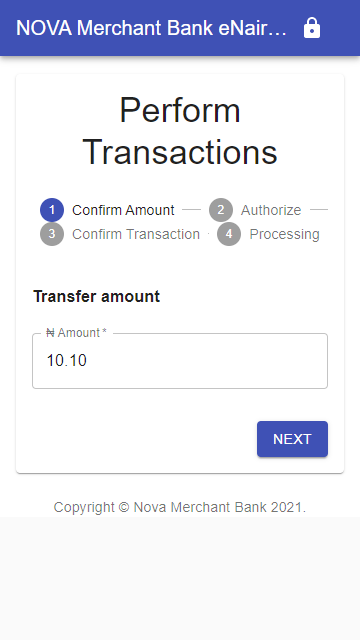 NOVA Merchant Bank eNair...
Perform
Transactions
1 Confirm Amount
2 Authorize
3 Confirm Transaction
4 Processing
Transfer amount
₦ Amount *
10.10
NEXT
Copyright © Nova Merchant Bank 2021.